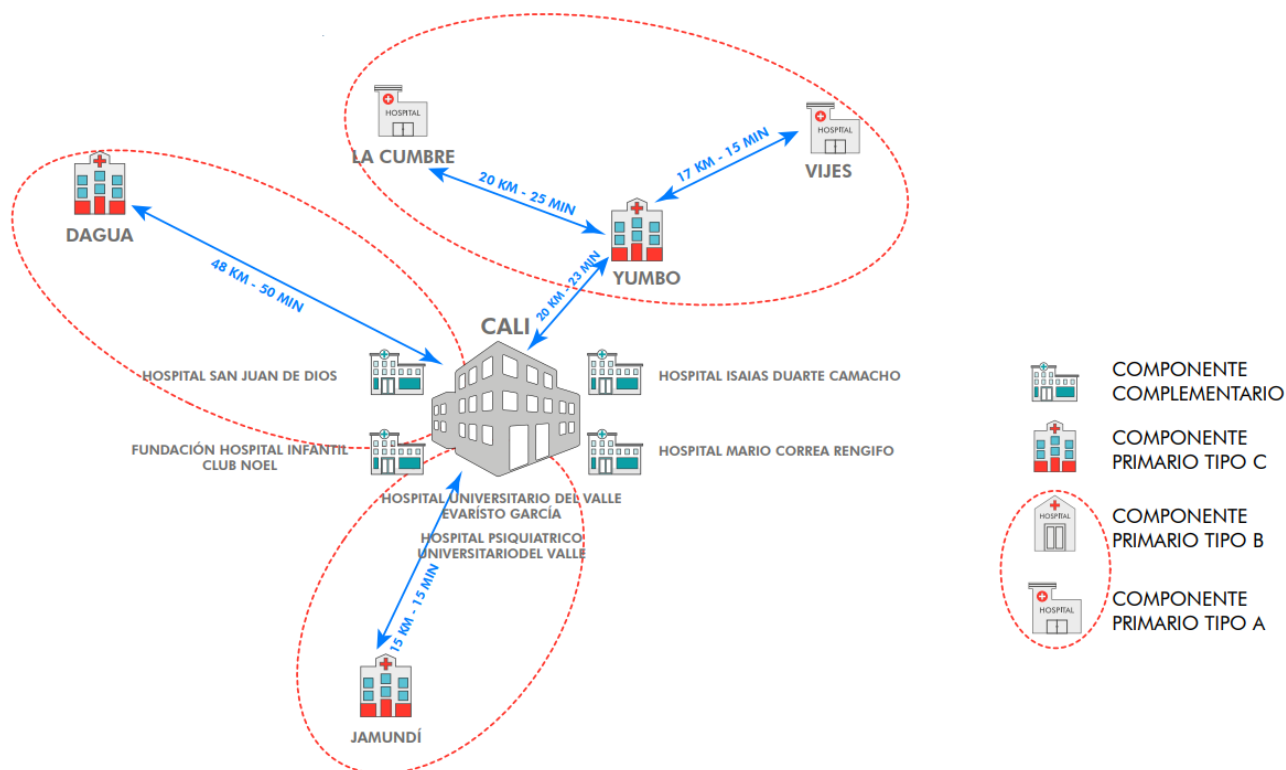 HOSPITAL
LA CUMBRE
HOSPITAL
VIJES
17 KM - 15 MIN
20 KM - 25 MIN
DAGUA
YUMBO
48 KM - 50 MIN
20 KM - 23 MIN
CALI
HOSPITAL SAN JUAN DE DIOS
HOSPITAL ISAIAS DUARTE CAMACHO
FUNDACIÓN HOSPITAL INFANTIL
CLUB NOEL
HOSPITAL MARIO CORREA RENGIFO
HOSPITAL UNIVERSITARIO DEL VALLE
EVARÍSTO GARCÍA
HOSPITAL PSIQUIATRICO
UNIVERSITARIODEL VALLE
15 KM - 15 MIN
JAMUNDÍ
COMPONENTE
COMPLEMENTARIO
COMPONENTE
PRIMARIO TIPO C
HOSPITAL
COMPONENTE
PRIMARIO TIPO B
HOSPITAL
COMPONENTE
PRIMARIO TIPO A